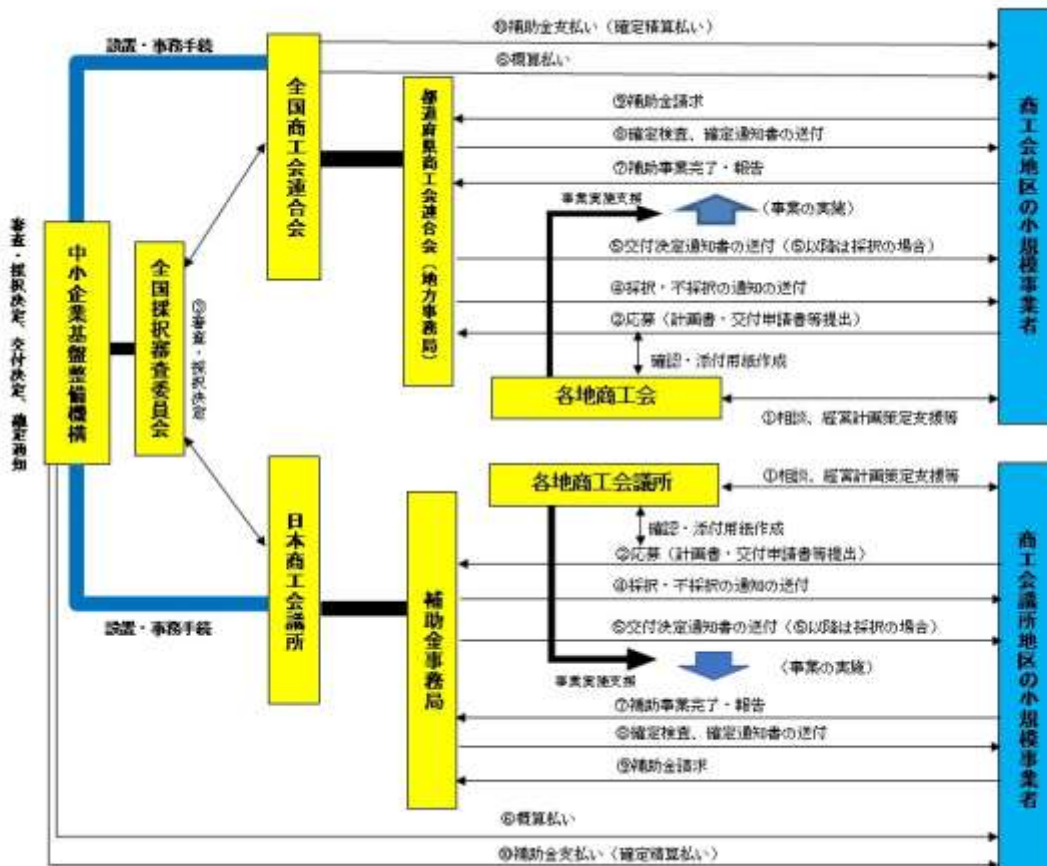 ⑩補助金支払い(確定精算払い)
設置・事務手続
⑥概算払い
全国商工会連合会
都道府県商工会連合会(地方事務局)
商工会地区の小規模事業者
⑨補助金請求
⑧確定検査、確定通知書の送付
⑦補助事業完了・報告
事業実施支援
(事業の実施)
審査・採択決定、交付決定、確定通知
中小企業基盤整備機構
全国採択審査委員会
③審査・採択決定
⑤交付決定通知書の送付(⑥以降は採択の場合)
④採択・不採択の通知の送付
②応募(計画書・交付申請書等提出)
確認・添付用紙作成
各地商工会
①相談、経営計画策定支援等
各地商工会議所
①相談、経営計画策定支援等
確認・添付用紙作成
日本商工会議所
補助金事務局
商工会議所地区の小規模事業者
②応募(計画書・交付申請書等提出)
④採択・不採択の通知の送付
設置・事務手続
⑤交付決定通知書の送付(⑥以降は採択の場合)
(事業の実施)
事業実施支援
⑦補助事業完了・報告
⑧確定検査、確定通知書の送付
⑨補助金請求
⑥概算払い
⑩補助金支払い(確定精算払い)